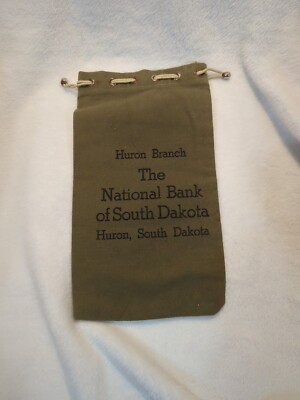 Huron Branch
The
National Bank
of South Dakota
Huron, South Dakota